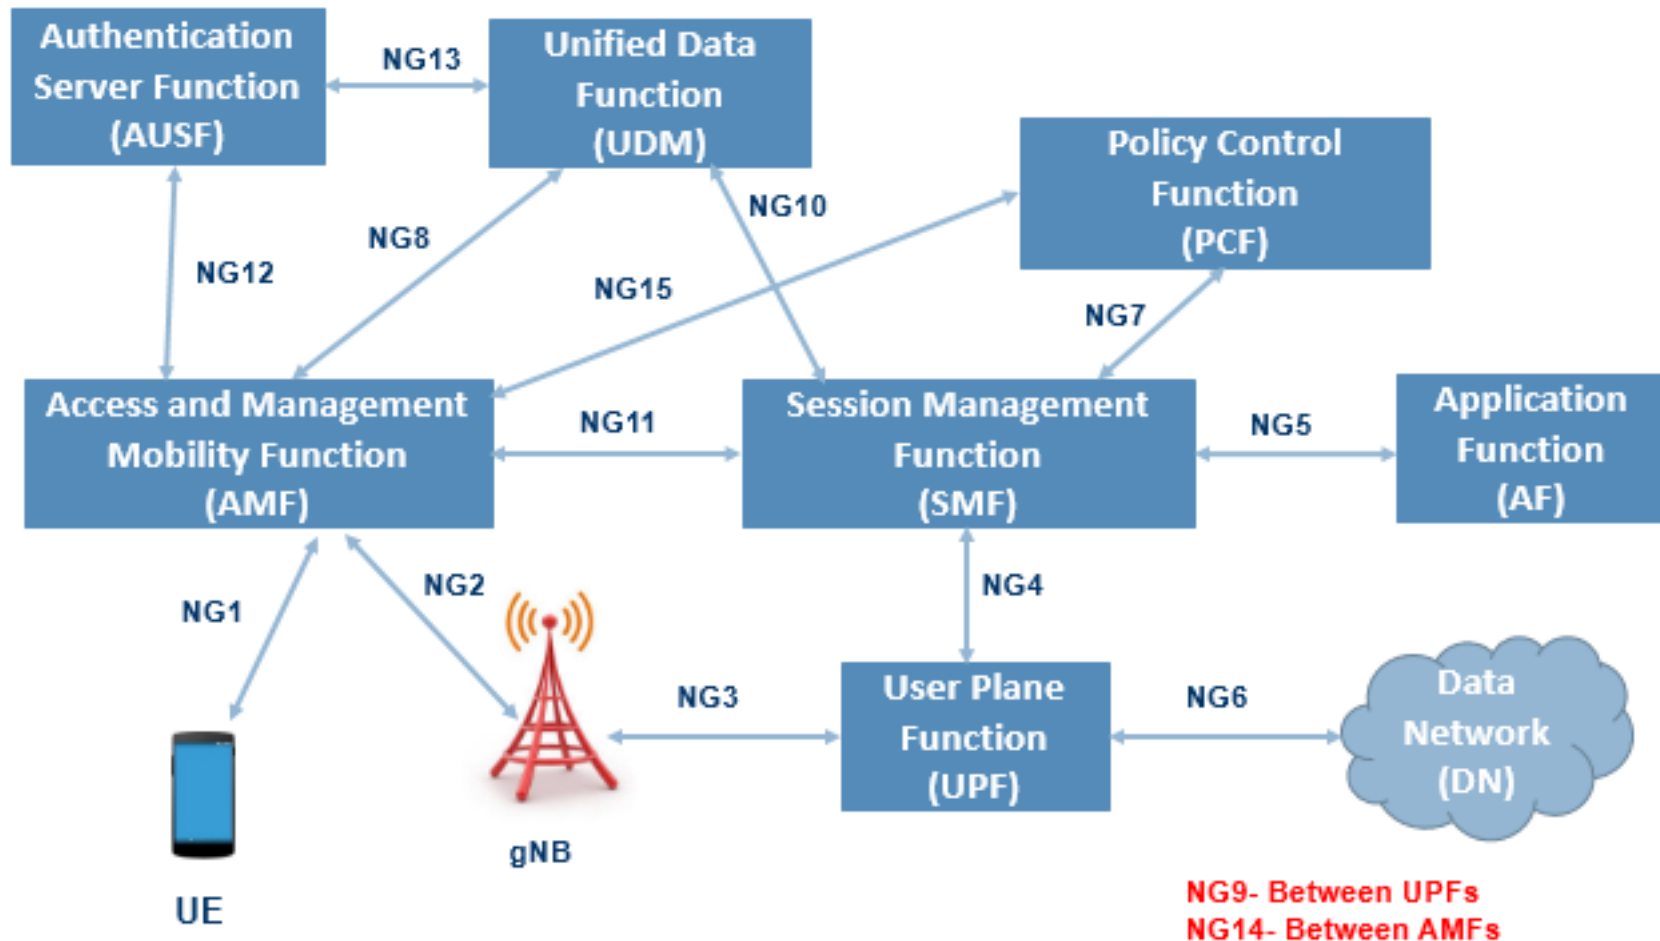 Authentication
Server Function
(AUSF)
NG13
Unified Data
Function
(UDM)
Policy Control
Function
(PCF)
NG10
NG8
NG12
NG15
NG7
Access and Management
Mobility Function
(AMF)
NG11
Session Management
Function
(SMF)
NG5
Application
Function
(AF)
NG1
NG2
NG4
NG3
User Plane
Function
(UPF)
NG6
Data
Network
(DN)
gNB
UE
NG9- Between UPFs
NG14- Between AMFs